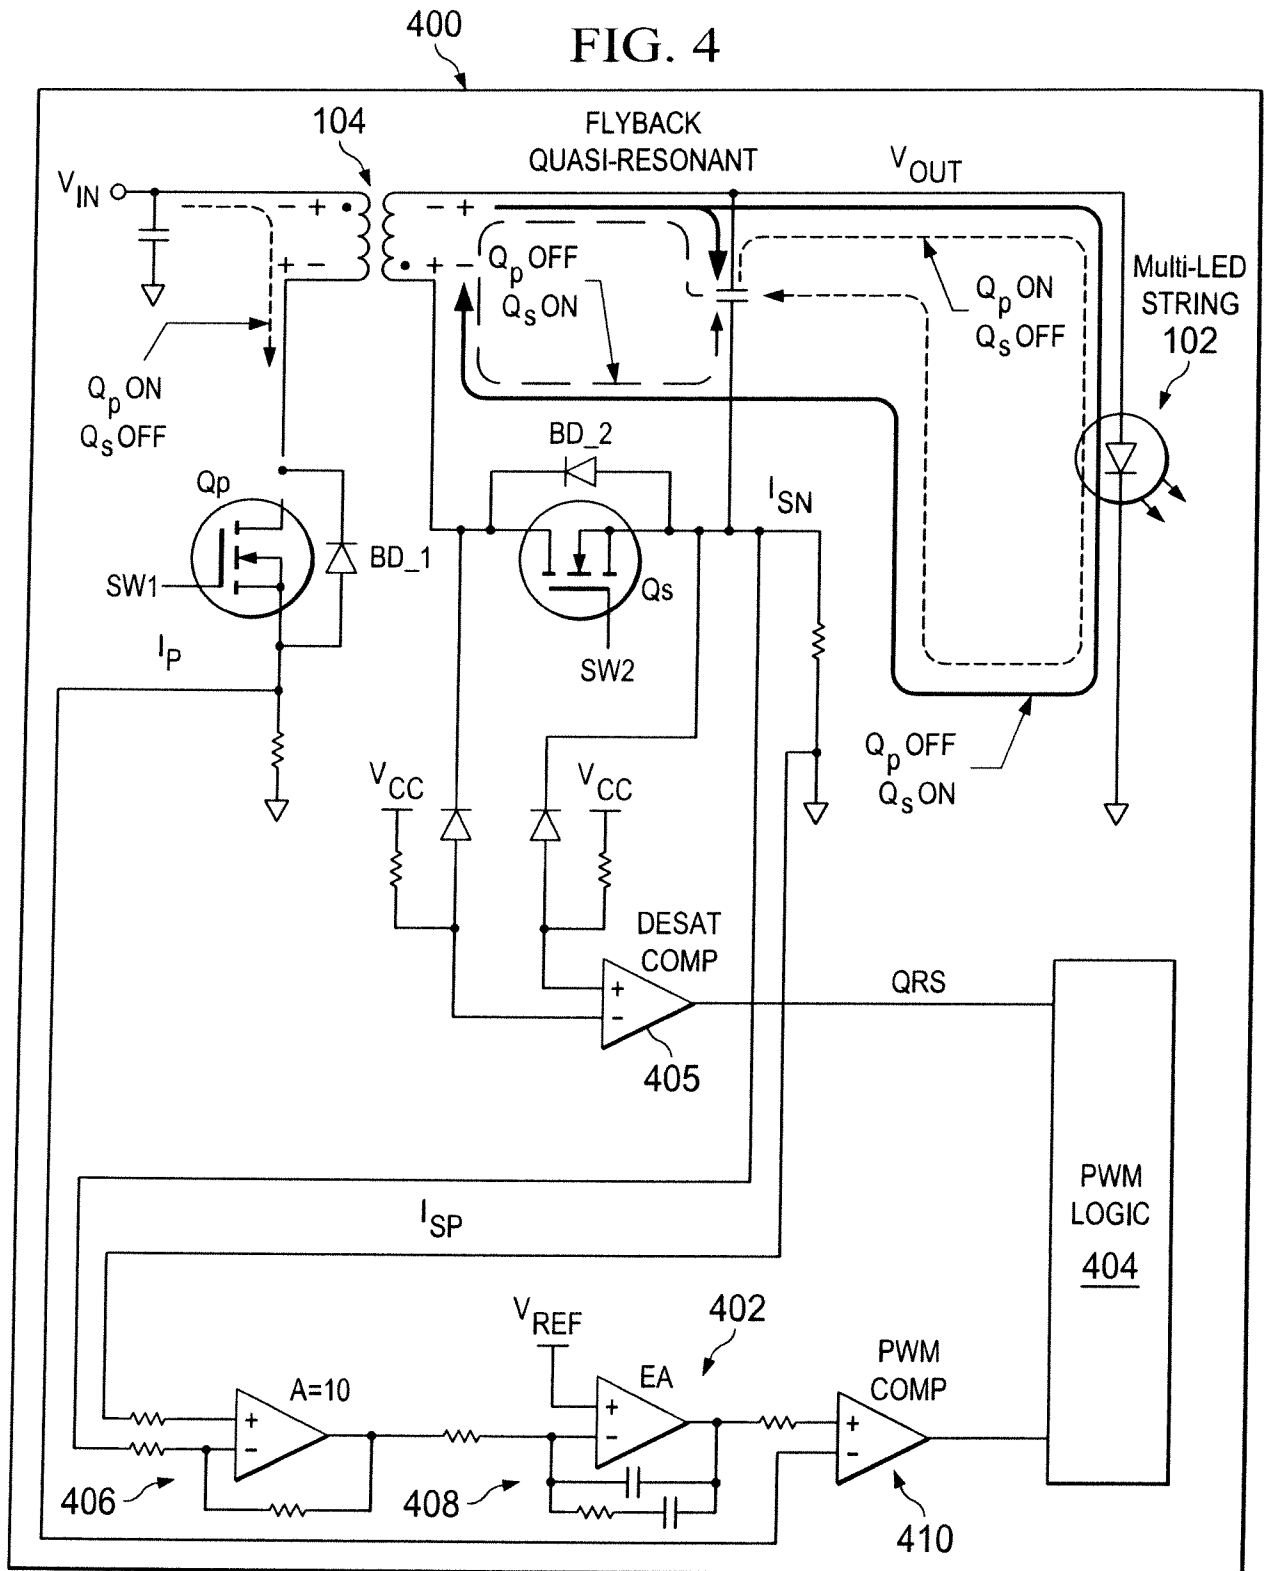 400
FIG. 4
104
FLYBACK
QUASI-RESONANT
VOUT
VIN
- + 
- +
+ -
+ -
Qp OFF
Qs ON
Qp ON
Qs OFF
Multi-LED
STRING
102
Qp ON
Qs OFF
BD_2
ISN
Qp
BD_1
SW1
Qs
IP
SW2
Qp OFF
Qs ON
VCC
VCC
DESAT
COMP
+
-
QRS
405
PWM
LOGIC
404
ISP
VREF
402
A=10
EA
PWM
COMP
+
-
+
-
+
-
406
408
410